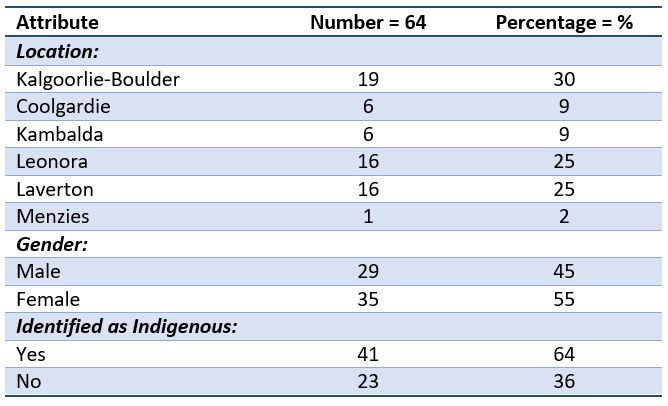 Attribute Number = 64 Percentage = %
Location:
Kalgoorlie-Boulder 19 30
Coolgardie 6 9
Kambalda 6 9
Leonora 16 25
Laverton 16 25
Menzies 1 2
Gender:
Male 29 45
Female 35 55
Identified as Indigenous:
Yes 41 64
No 23 36